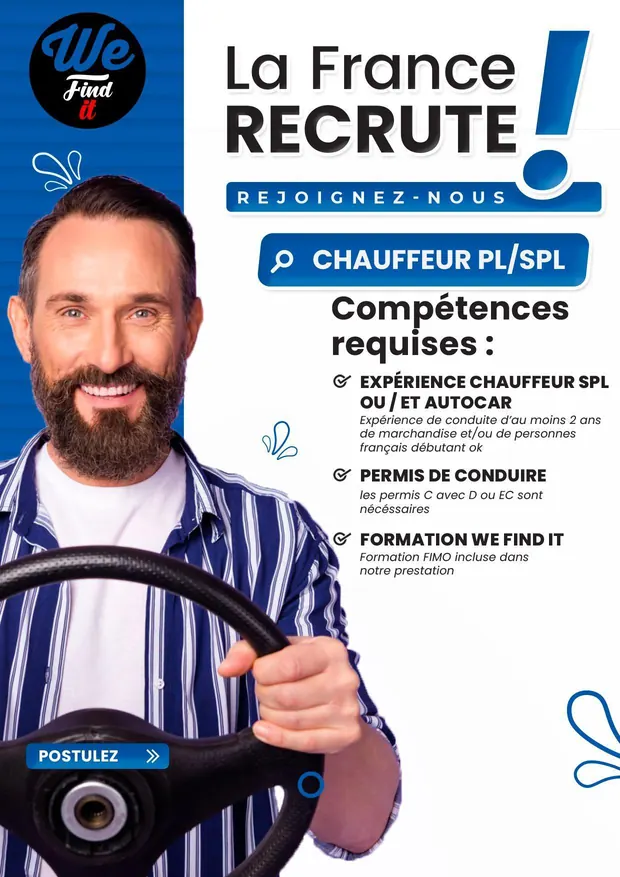 We
Find
it
La France
RECRUTE !
REJOIGNEZ-NOUS
CHAUFFEUR PL/SPL
Compétences
requises :
EXPÉRIENCE CHAUFFEUR SPL
OU / ET AUTOCAR
Expérience de conduite d'au moins 2 ans
de marchandise et/ou de personnes
français débutant ok
PERMIS DE CONDUIRE
les permis C avec D ou EC sont
nécéssaires
FORMATION WE FIND IT
Formation FIMO incluse dans
notre prestation
POSTULEZ